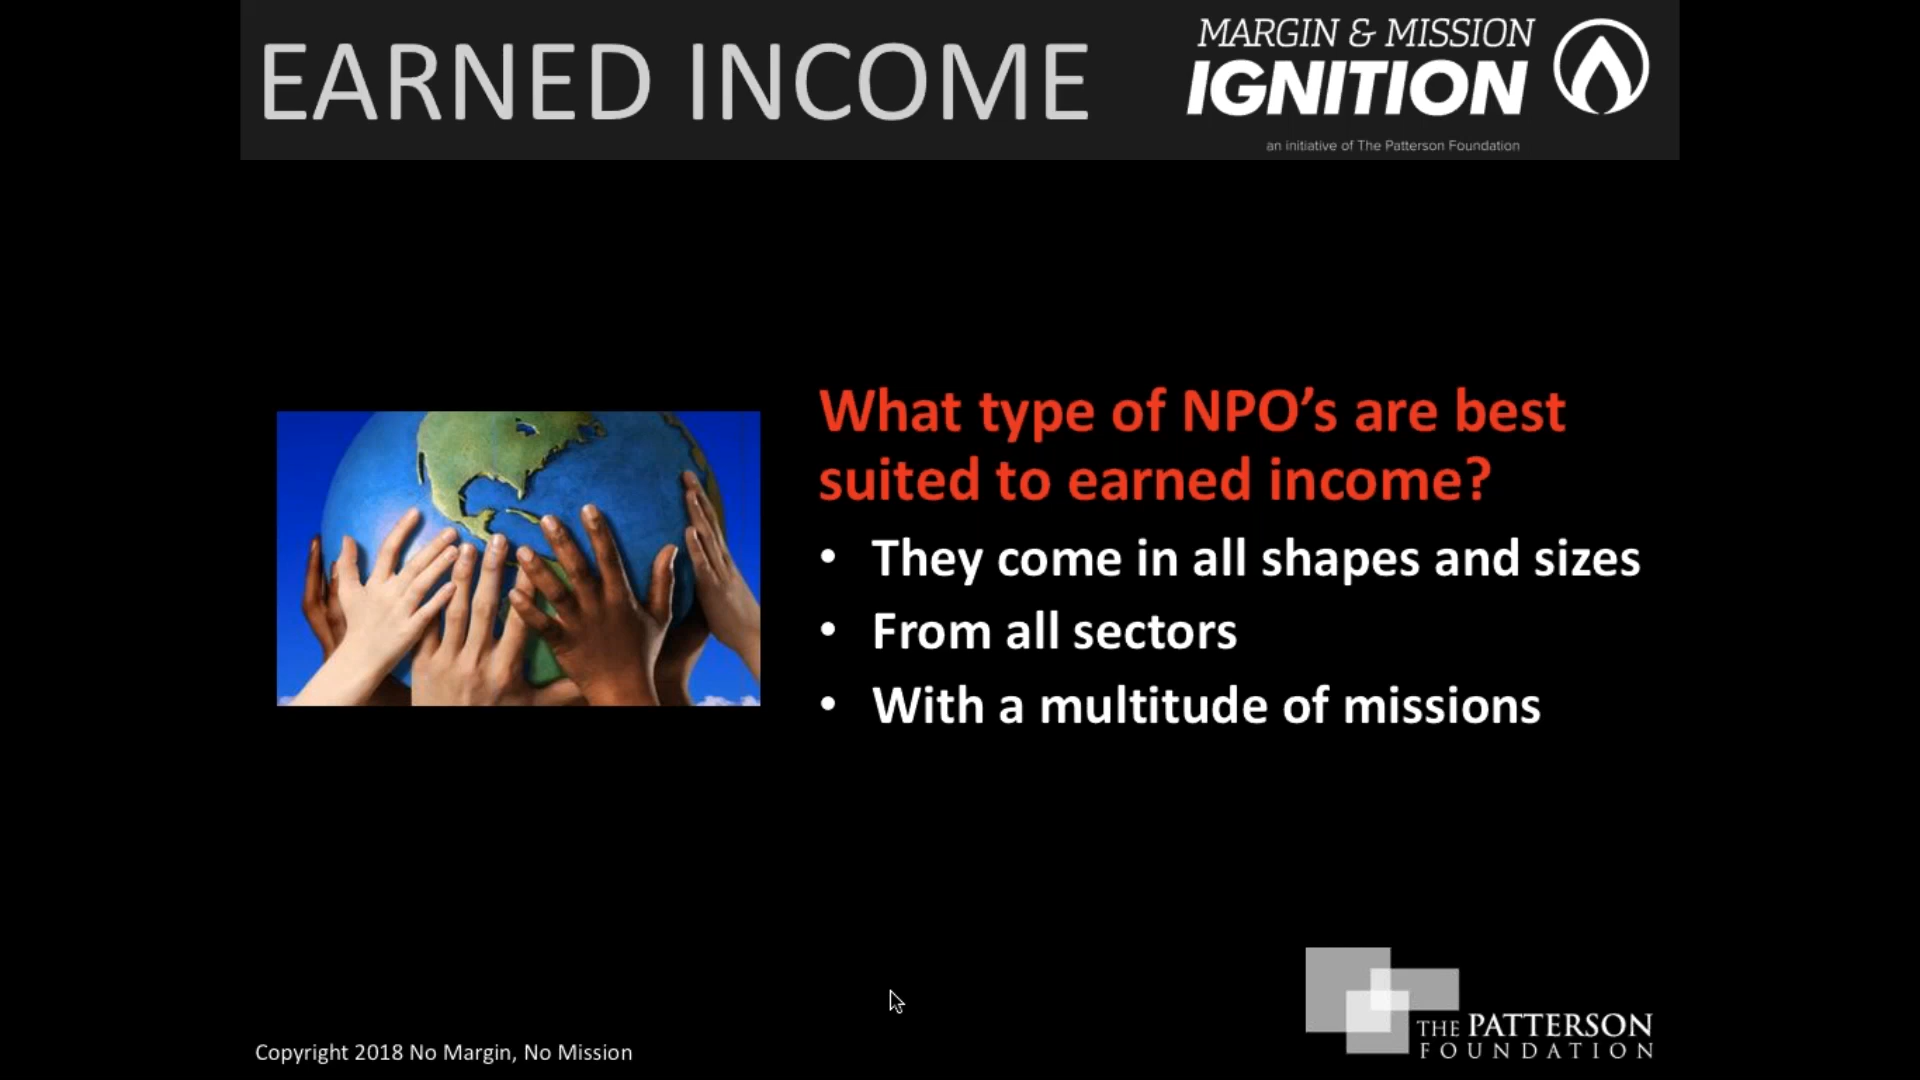 EARNED INCOME
MARGIN & MISSION
IGNITION
an initiative of The Patterson Foundation
What type of NPO’s are best
suited to earned income?
• They come in all shapes and sizes
• From all sectors
• With a multitude of missions
THE PATTERSON
FOUNDATION
Copyright 2018 No Margin, No Mission